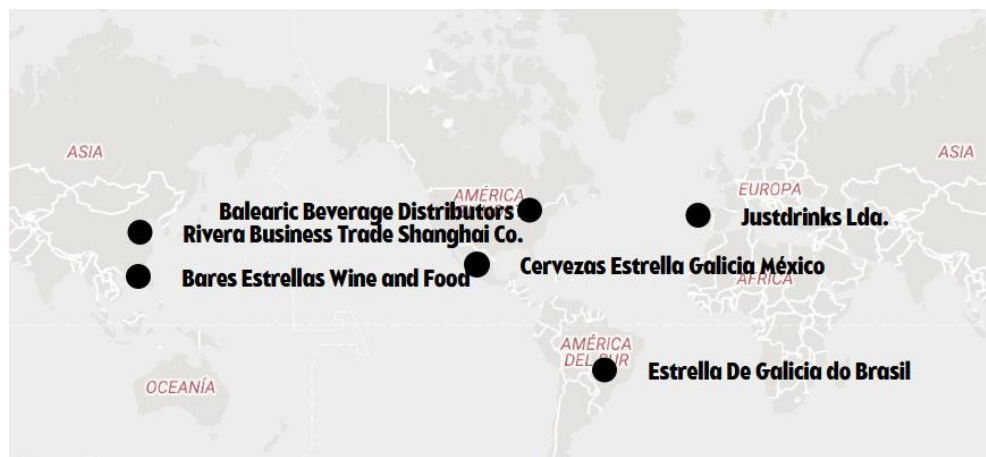 ASIA
ASIA
EUROPA
AMÉRICA
Balearic Beverage Distributors
Justdrinks Lda.
Rivera Business Trade Shanghai Co.
Cervezas Estrella Galicia México
Bares Estrellas Wine and Food
ÁFRICA
AMÉRICA
DEL SUR
Estrella De Galicia do Brasil
OCEANÍA